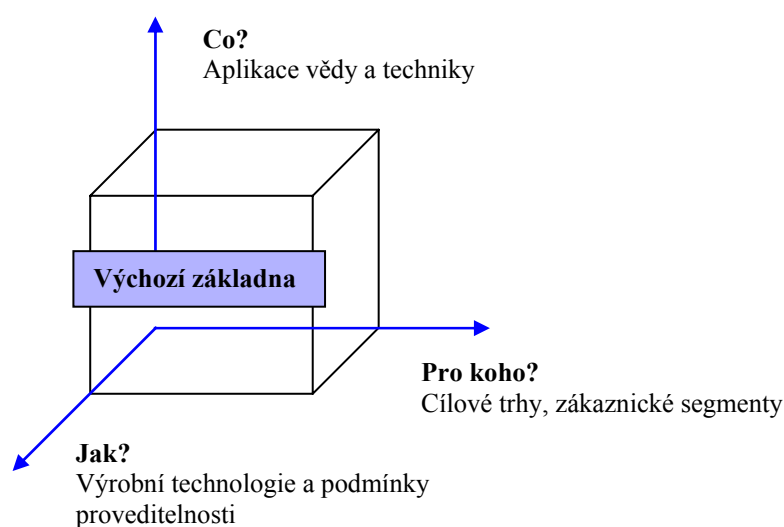 Co?
Aplikace vědy a techniky
Výchozí základna
Pro koho?
Cílové trhy, zákaznické segmenty
Jak?
Výrobní technologie a podmínky
proveditelnosti